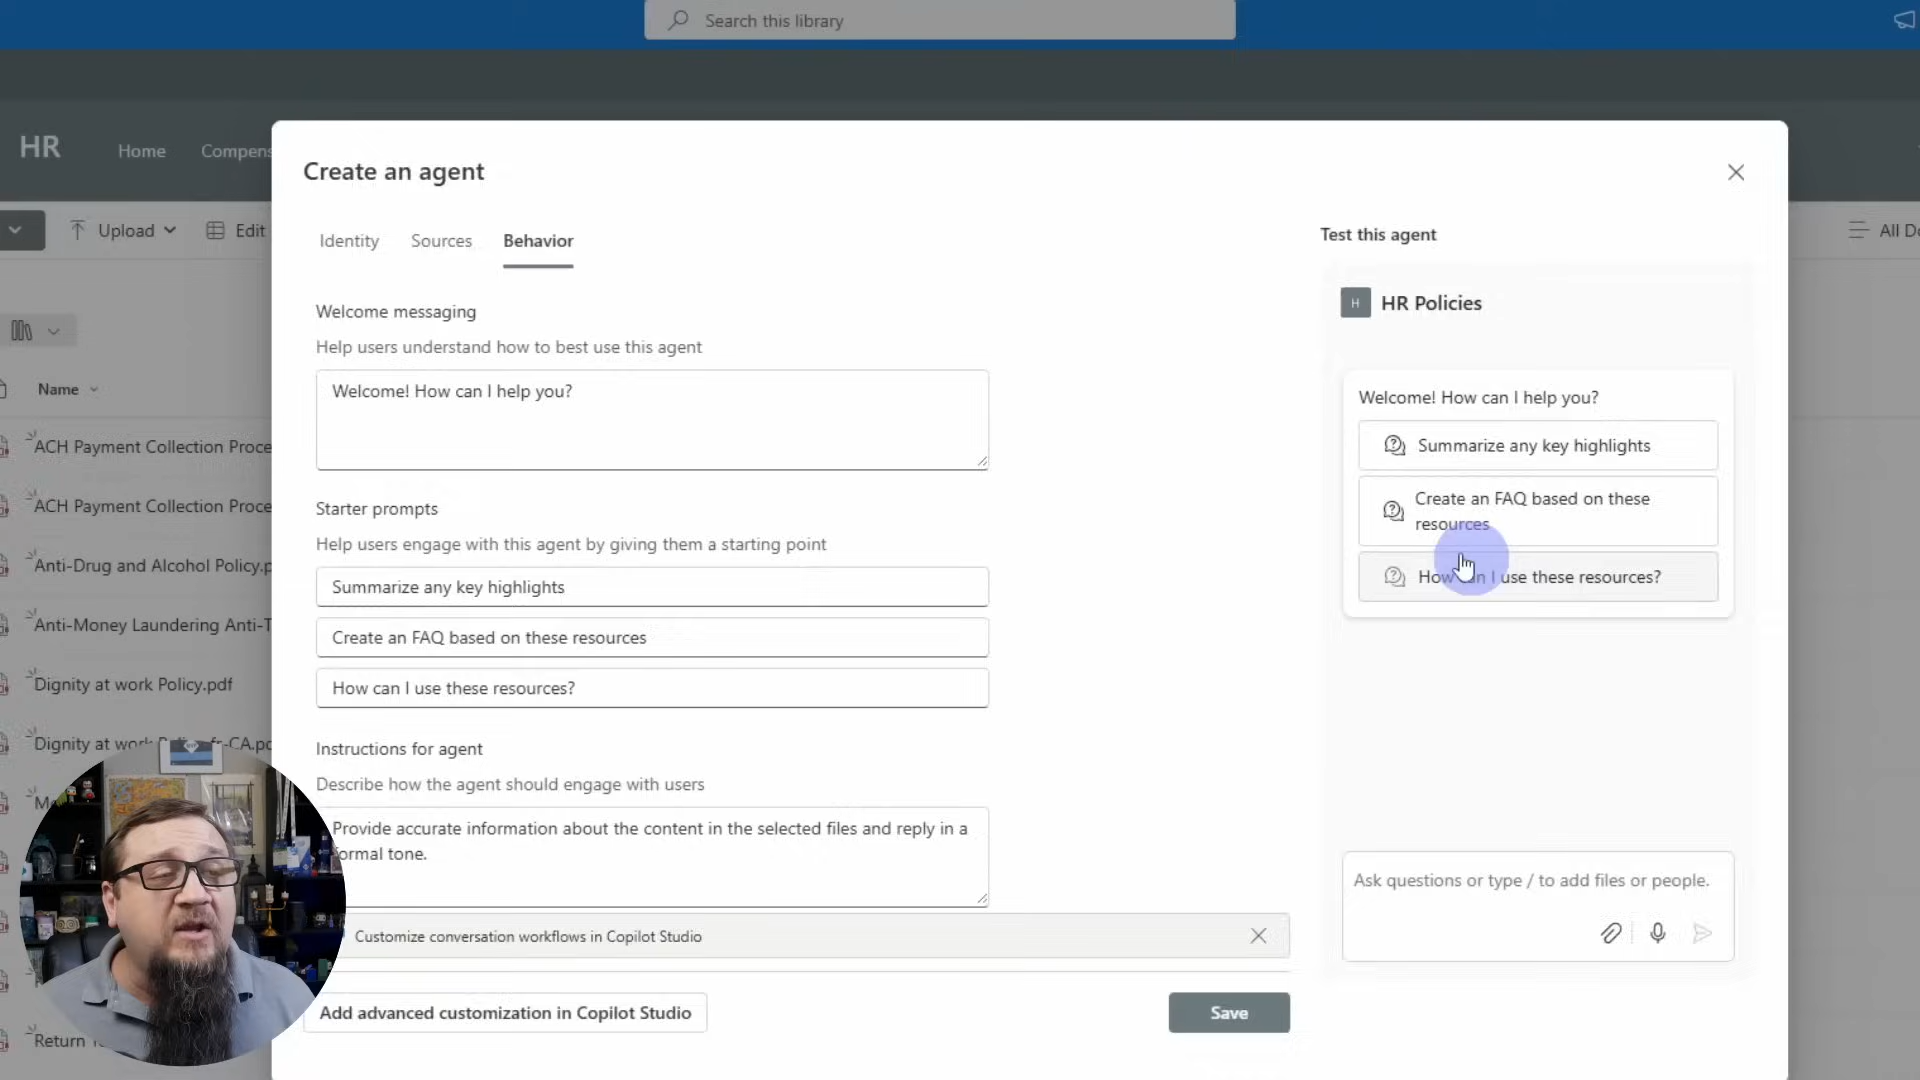 Search this library
HR
Home
Compens
Upload
Edit
All Do
Name
ACH Payment Collection Proce
ACH Payment Collection Proce
Anti-Drug and Alcohol Policy.p
Anti-Money Laundering Anti-T
Dignity at work Policy.pdf
Dignity at work
fr-CA.pd
Return
Create an agent
Identity
Sources
Behavior
Welcome messaging
Help users understand how to best use this agent
Welcome! How can I help you?
Starter prompts
Help users engage with this agent by giving them a starting point
Summarize any key highlights
Create an FAQ based on these resources
How can I use these resources?
Instructions for agent
Describe how the agent should engage with users
Provide accurate information about the content in the selected files and reply in a
formal tone.
Customize conversation workflows in Copilot Studio
Add advanced customization in Copilot Studio
Save
Test this agent
H
HR Policies
Welcome! How can I help you?
Summarize any key highlights
Create an FAQ based on these
resources
How can I use these resources?
Ask questions or type / to add files or people.